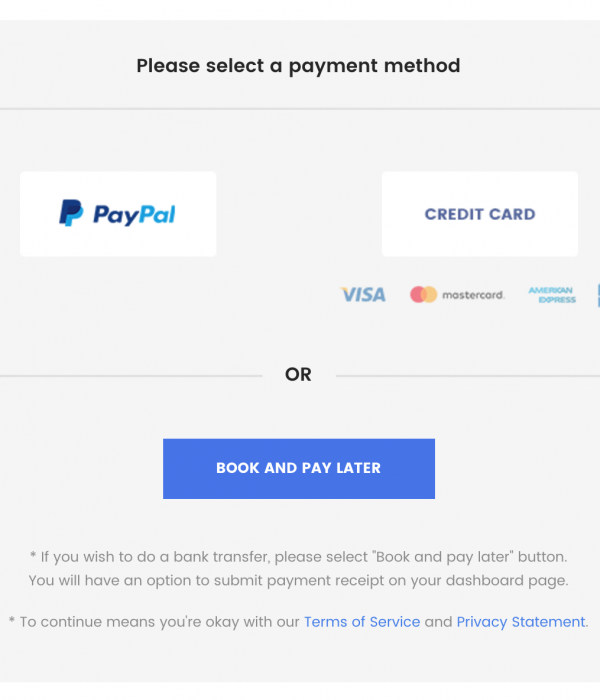 Please select a payment method
PayPal
CREDIT CARD
VISA
mastercard.
AMERICAN
EXPRESS
OR
BOOK AND PAY LATER
* If you wish to do a bank transfer, please select "Book and pay later" button.
You will have an option to submit payment receipt on your dashboard page.
* To continue means you're okay with our Terms of Service and Privacy Statement.